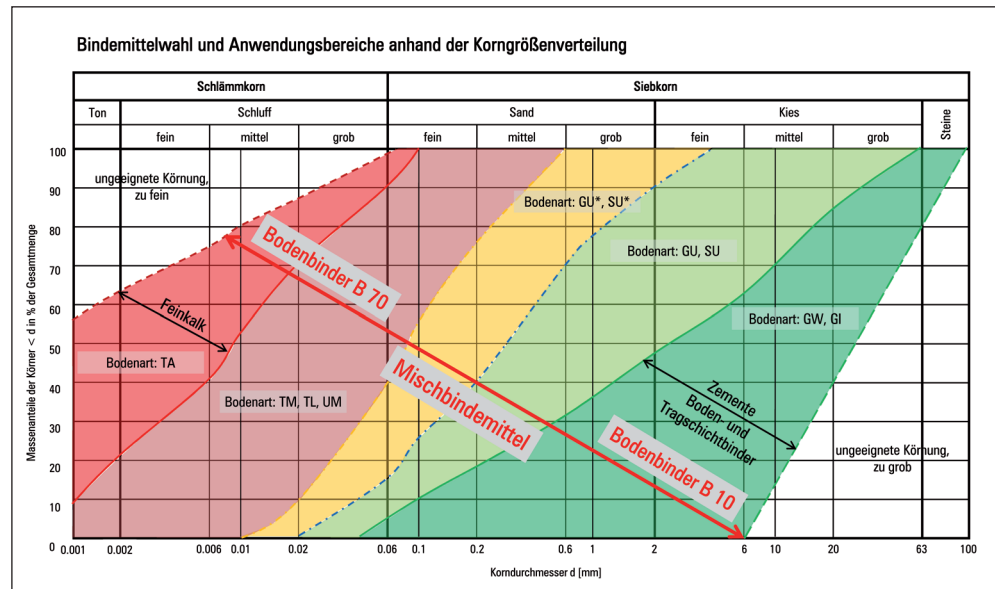 Bindemittelwahl und Anwendungsbereiche anhand der Korngrößenverteilung
Schlämmkorn
Siebkorn
Ton
Schluff
Sand
Kies
Steine
fein
mittel
grob
fein
mittel
grob
fein
mittel
grob
Massenanteile der Körner < d in % der Gesamtmenge
100
90
80
70
60
50
40
30
20
10
0
ungeeignete Körnung,
zu fein
Bodenart: GU*, SU*
Bodenbinder B 70
Bodenart: GU, SU
Feinkalk
Bodenart: GW, GI
Bodenart: TA
Bodenart: TM, TL, UM
Mischbindemittel
Zemente
Boden- und
Tragschichtbinder
Bodenbinder B 10
ungeeignete Körnung,
zu grob
0.001
0.002
0.006
0.01
0.02
0.06
0.1
0.2
0.6
1
2
6
10
20
63
100
Korndurchmesser d [mm]